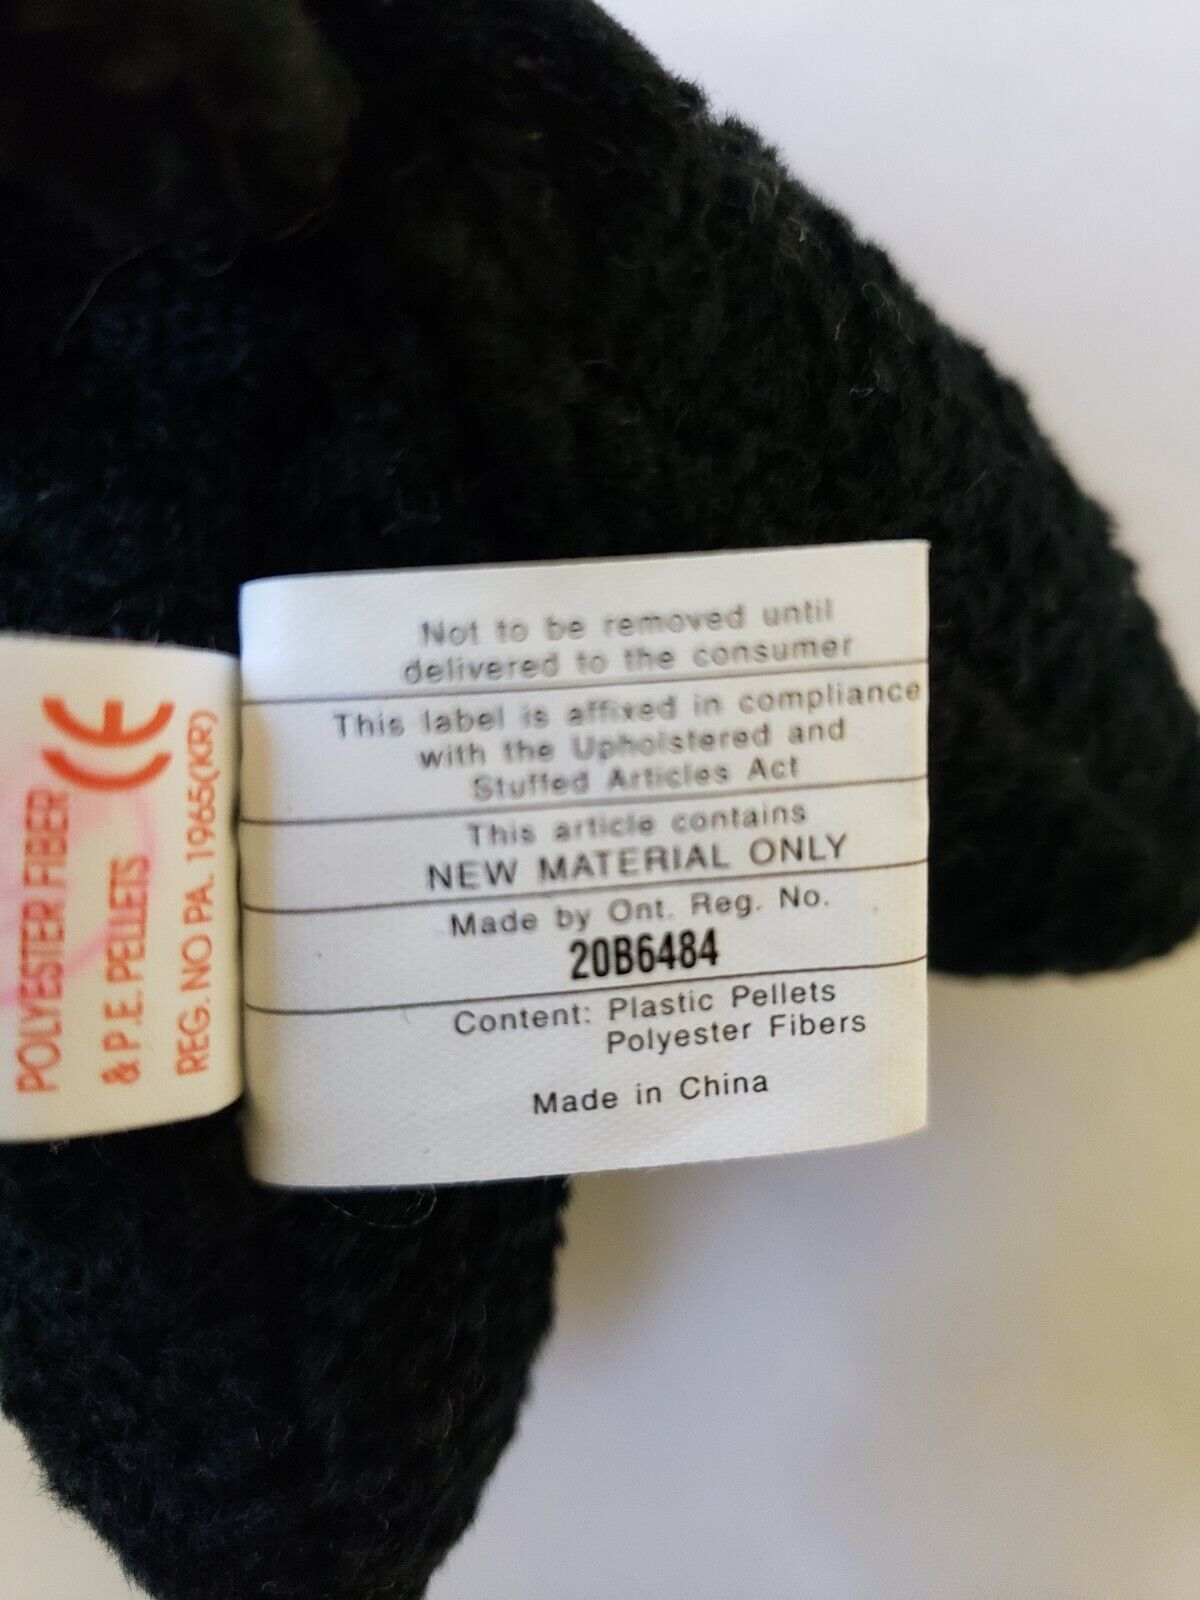 POLYESTER FIBER
& P.E. PELLETS
REG. NO PA. 1965(KR)
CE
Not to be removed until
delivered to the consumer
This label is affixed in compliance
with the Upholstered and
Stuffed Articles Act
This article contains
NEW MATERIAL ONLY
Made by Ont. Reg. No.
20B6484
Content: Plastic Pellets
Polyester Fibers
Made in China